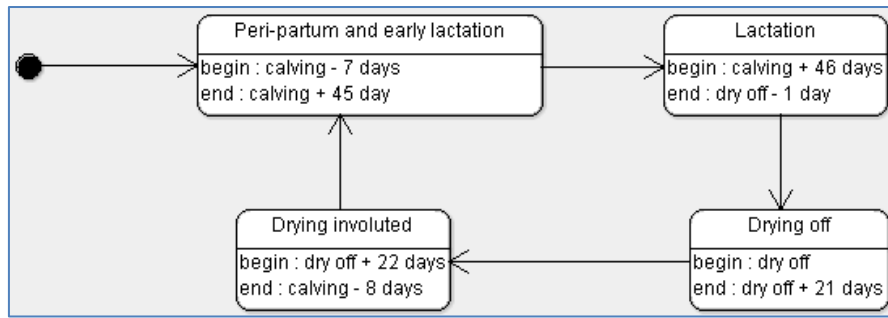 Peri-partum and early lactation
begin : calving - 7 days
end : calving + 45 day
Lactation
begin : calving + 46 days
end : dry off - 1 day
Drying involuted
begin : dry off + 22 days
end : calving - 8 days
Drying off
begin : dry off
end : dry off + 21 days